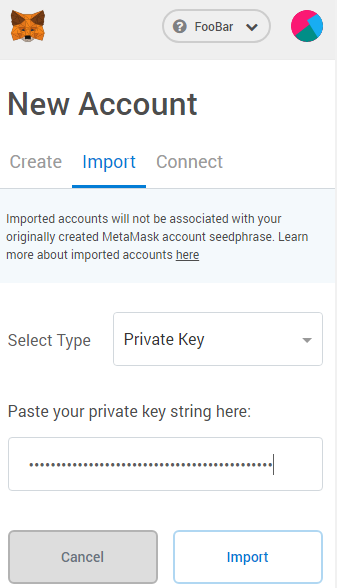 ? FooBar
New Account
Create Import Connect
Imported accounts will not be associated with your
originally created MetaMask account seedphrase. Learn
more about imported accounts here
Select Type Private Key
Paste your private key string here:
Cancel Import